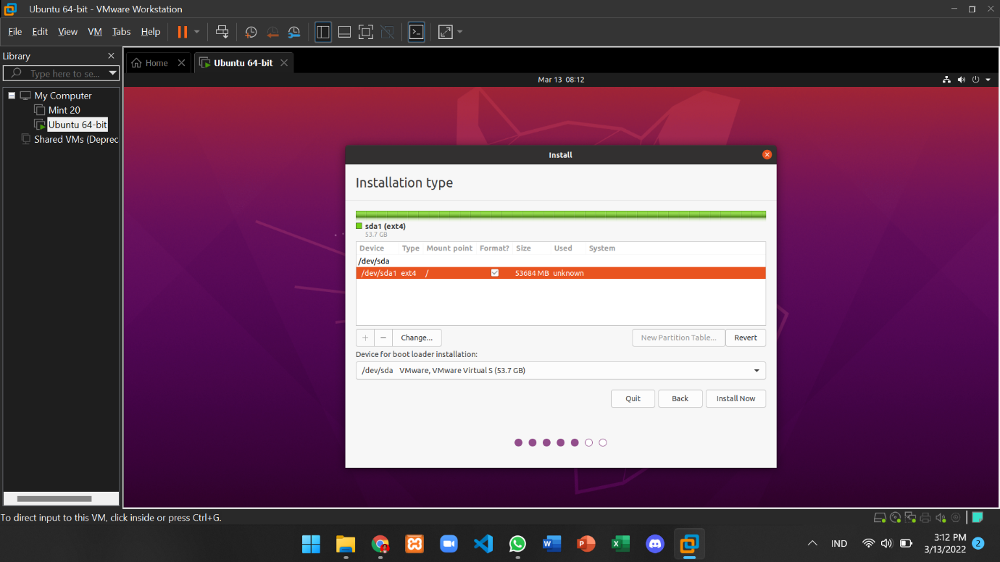 Ubuntu 64-bit - VMware Workstation
File Edit View VM Tabs Help
Library
Type here to se...
My Computer
Mint 20
Ubuntu 64-bit
Shared VMs (Deprec
Home
Ubuntu 64-bit
Mar 13 08:12
Install
Installation type
sda1 (ext4)
53.7 GB
Device Type Mount point Format? Size Used System
/dev/sda
/dev/sda1 ext4 / 53684 MB unknown
+ − Change... New Partition Table... Revert
Device for boot loader installation:
/dev/sda VMware, VMware Virtual S (53.7 GB)
Quit Back Install Now
To direct input to this VM, click inside or press Ctrl+G.
W P X
IND
3:12 PM
3/13/2022
2